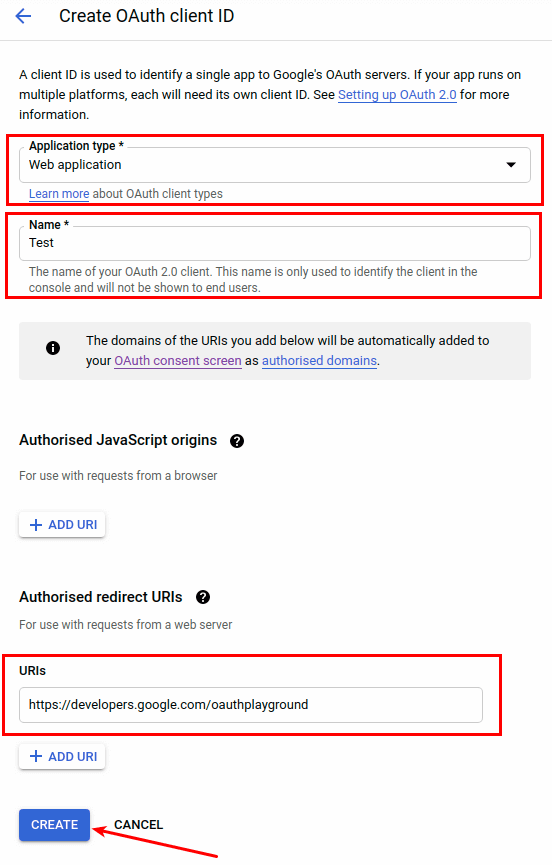 Create OAuth client ID
A client ID is used to identify a single app to Google's OAuth servers. If your app runs on
multiple platforms, each will need its own client ID. See Setting up OAuth 2.0 for more
information.
Application type *
Web application
Learn more about OAuth client types
Name *
Test
The name of your OAuth 2.0 client. This name is only used to identify the client in the
console and will not be shown to end users.
The domains of the URIs you add below will be automatically added to
your OAuth consent screen as authorised domains.
Authorised JavaScript origins
For use with requests from a browser
+ ADD URI
Authorised redirect URIs
For use with requests from a web server
URIs
https://developers.google.com/oauthplayground
+ ADD URI
CREATE CANCEL